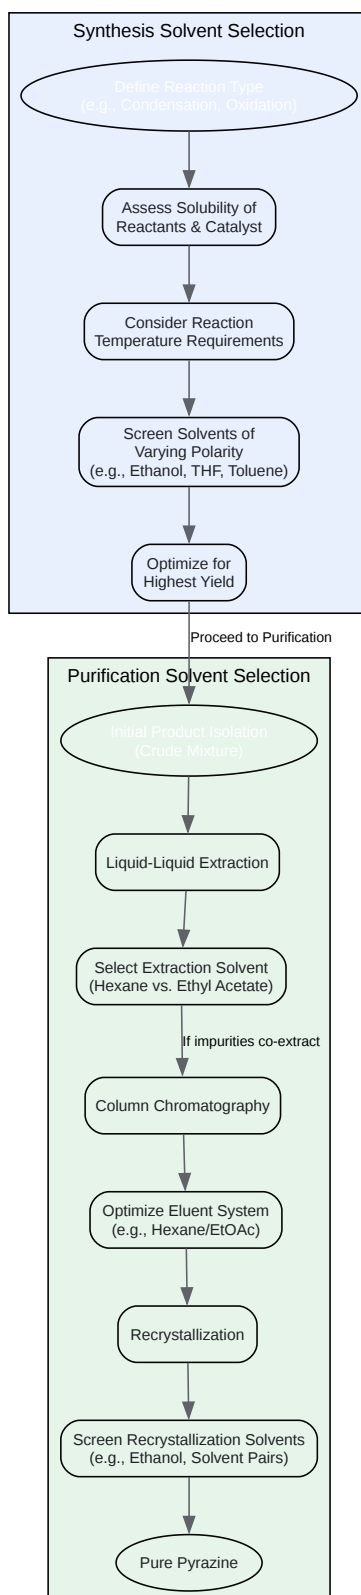 Synthesis Solvent Selection
Define Reaction Type
(e.g., Condensation, Oxidation)
Assess Solubility of
Reactants & Catalyst
Consider Reaction
Temperature Requirements
Screen Solvents of
Varying Polarity
(e.g., Ethanol, THF, Toluene)
Optimize for
Highest Yield
Proceed to Purification
Purification Solvent Selection
Initial Product Isolation
(Crude Mixture)
Liquid-Liquid Extraction
Select Extraction Solvent
(Hexane vs. Ethyl Acetate)
If impurities co-extract
Column Chromatography
Optimize Eluent System
(e.g., Hexane/EtOAc)
Recrystallization
Screen Recrystallization Solvents
(e.g., Ethanol, Solvent Pairs)
Pure Pyrazine